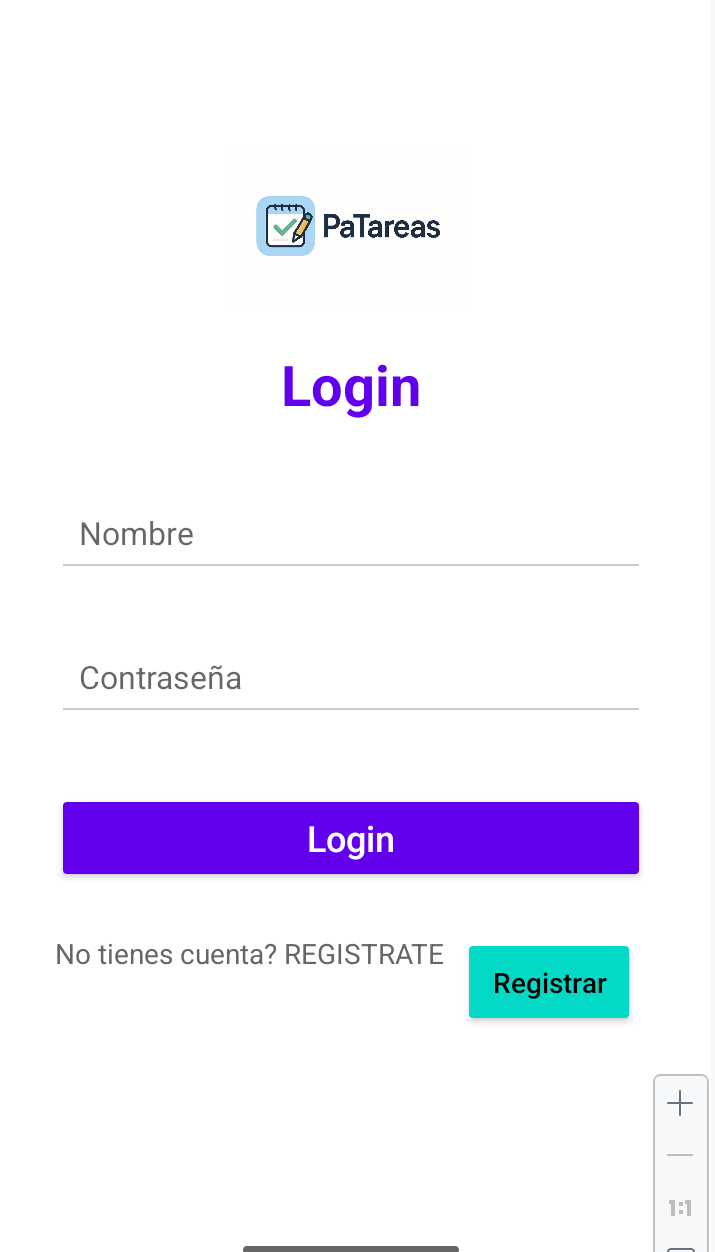 PaTareas
Login
Nombre
Contraseña
Login
No tienes cuenta? REGISTRATE
Registrar
1:1